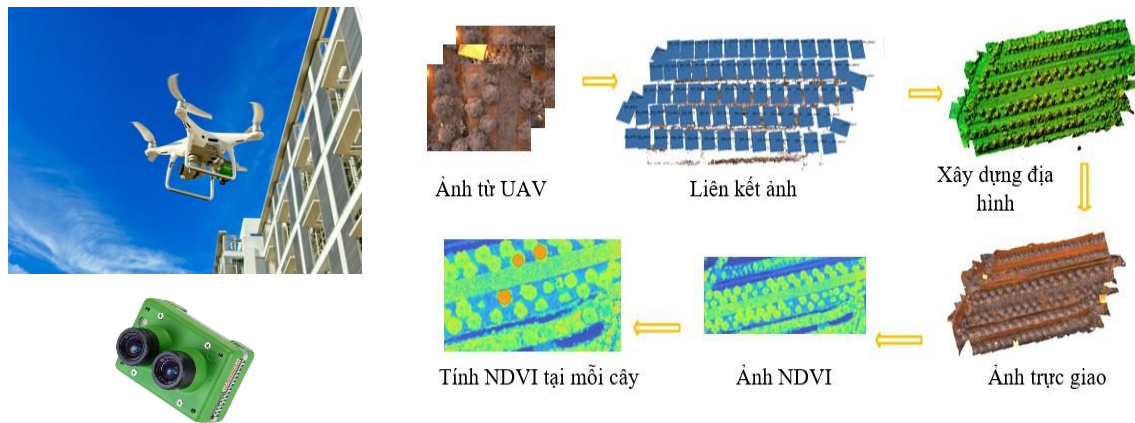 Ảnh từ UAV
Liên kết ảnh
Xây dựng địa
hình
Tính NDVI tại mỗi cây
Ảnh NDVI
Ảnh trực giao